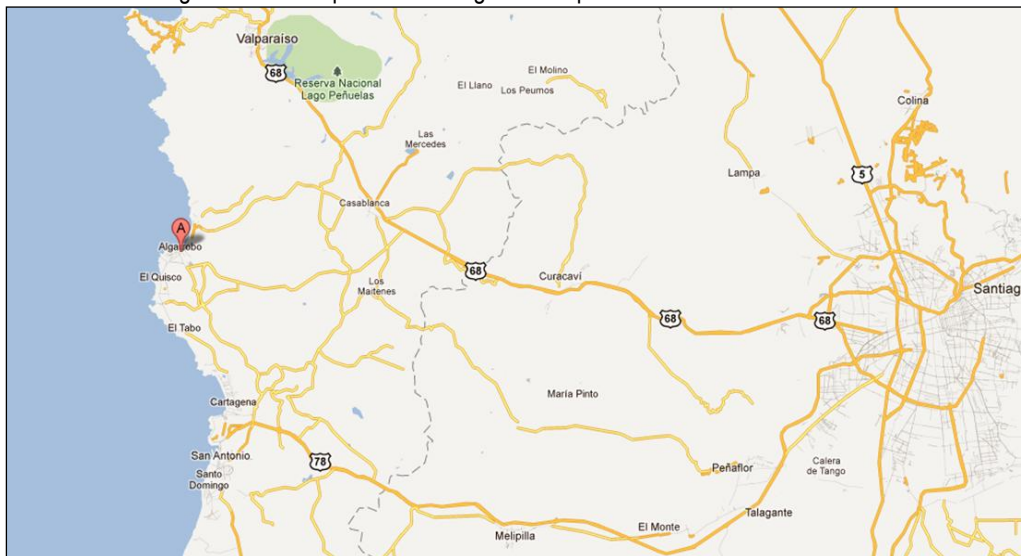 Valparaíso
68
Reserva Nacional
Lago Peñuelas
El Molino
El Llano
Los Peumos
Colina
Las
Mercedes
5
Lampa
Casablanca
A
Algarrobo
El Quisco
68
Curacaví
Los
Maitenes
Santiag
68
68
El Tabo
María Pinto
Cartagena
San Antonio
78
Peñaflor
Calera
de Tango
Santo
Domingo
Talagante
El Monte
Melipilla